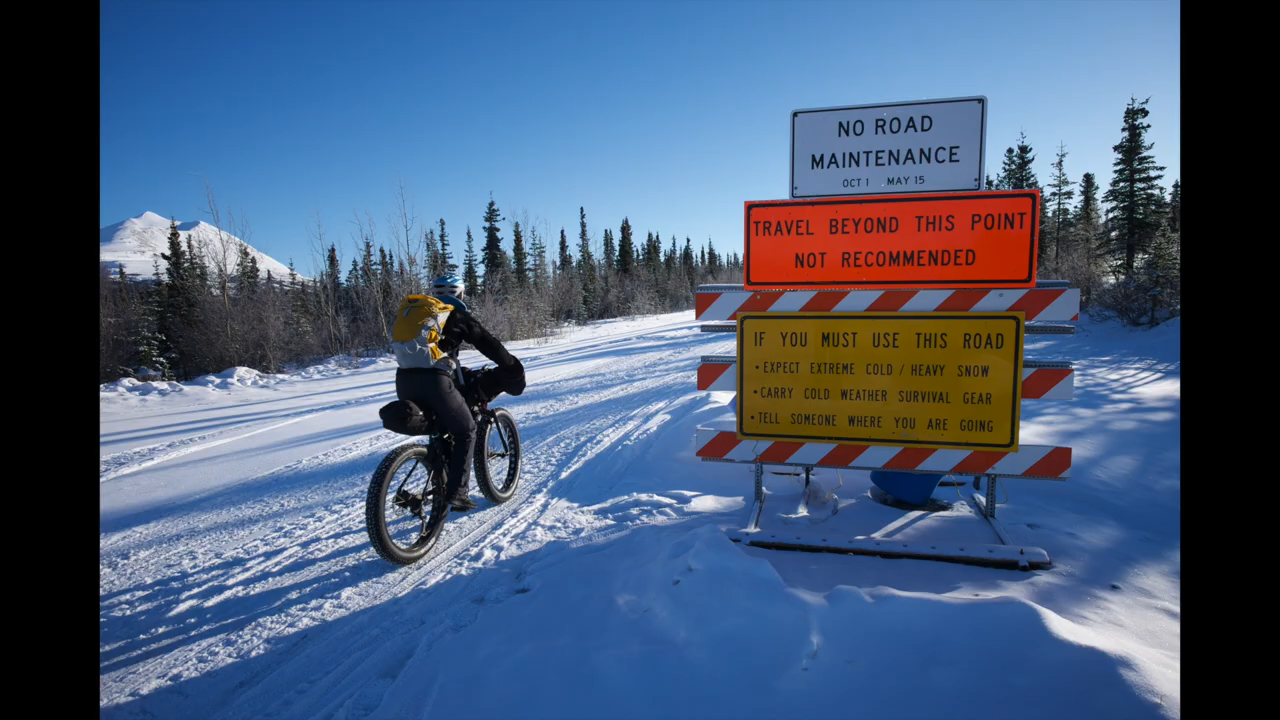 NO ROAD
MAINTENANCE
OCT 1 MAY 15
TRAVEL BEYOND THIS POINT
NOT RECOMMENDED
IF YOU MUST USE THIS ROAD
• EXPECT EXTREME COLD / HEAVY SNOW
• CARRY COLD WEATHER SURVIVAL GEAR
• TELL SOMEONE WHERE YOU ARE GOING